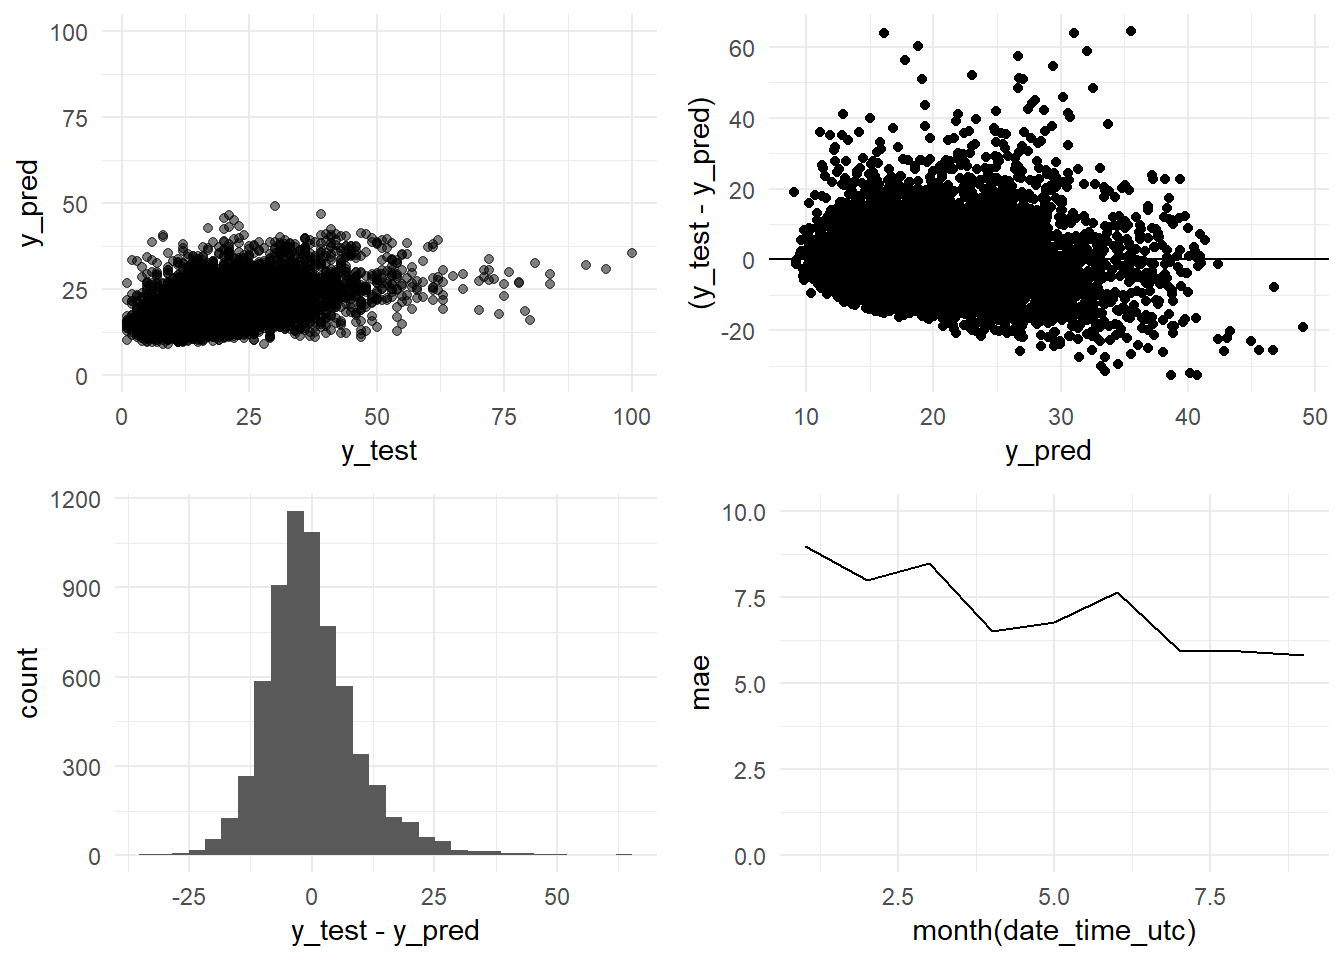 100
75
50
25
0
y_pred
0 25 50 75 100
y_test
60
40
20
0
-20
(y_test - y_pred)
10 20 30 40 50
y_pred
1200
900
600
300
0
count
-25 0 25 50
y_test - y_pred
10.0
7.5
5.0
2.5
0.0
mae
2.5 5.0 7.5
month(date_time_utc)